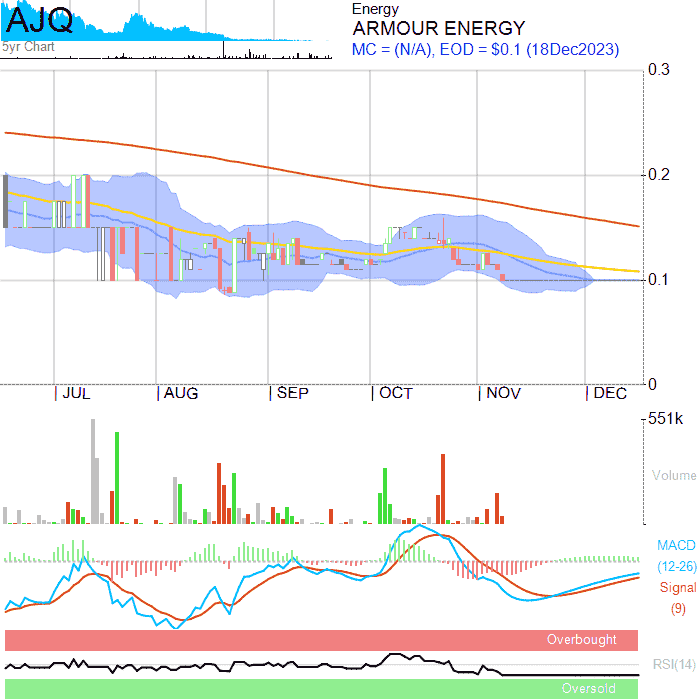 AJQ
5yr Chart
Energy
ARMOUR ENERGY
MC = (N/A), EOD = $0.1 (18Dec2023)
0.3
0.2
0.1
0
JUL AUG SEP OCT NOV DEC
551k
Volume
MACD
(12-26)
Signal
(9)
Overbought
RSI(14)
Oversold